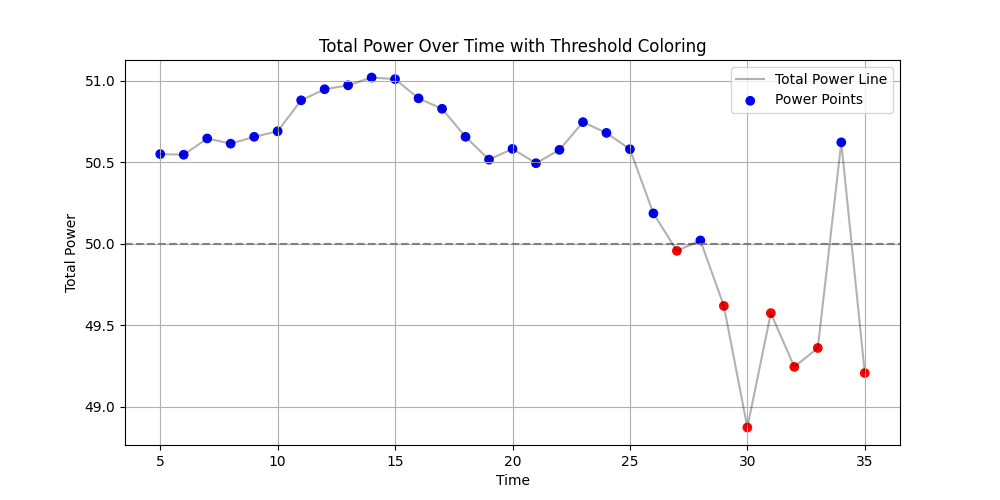 Total Power Over Time with Threshold Coloring
Total Power Line
Power Points
Total Power
51.0
50.5
50.0
49.5
49.0
5 10 15 20 25 30 35
Time